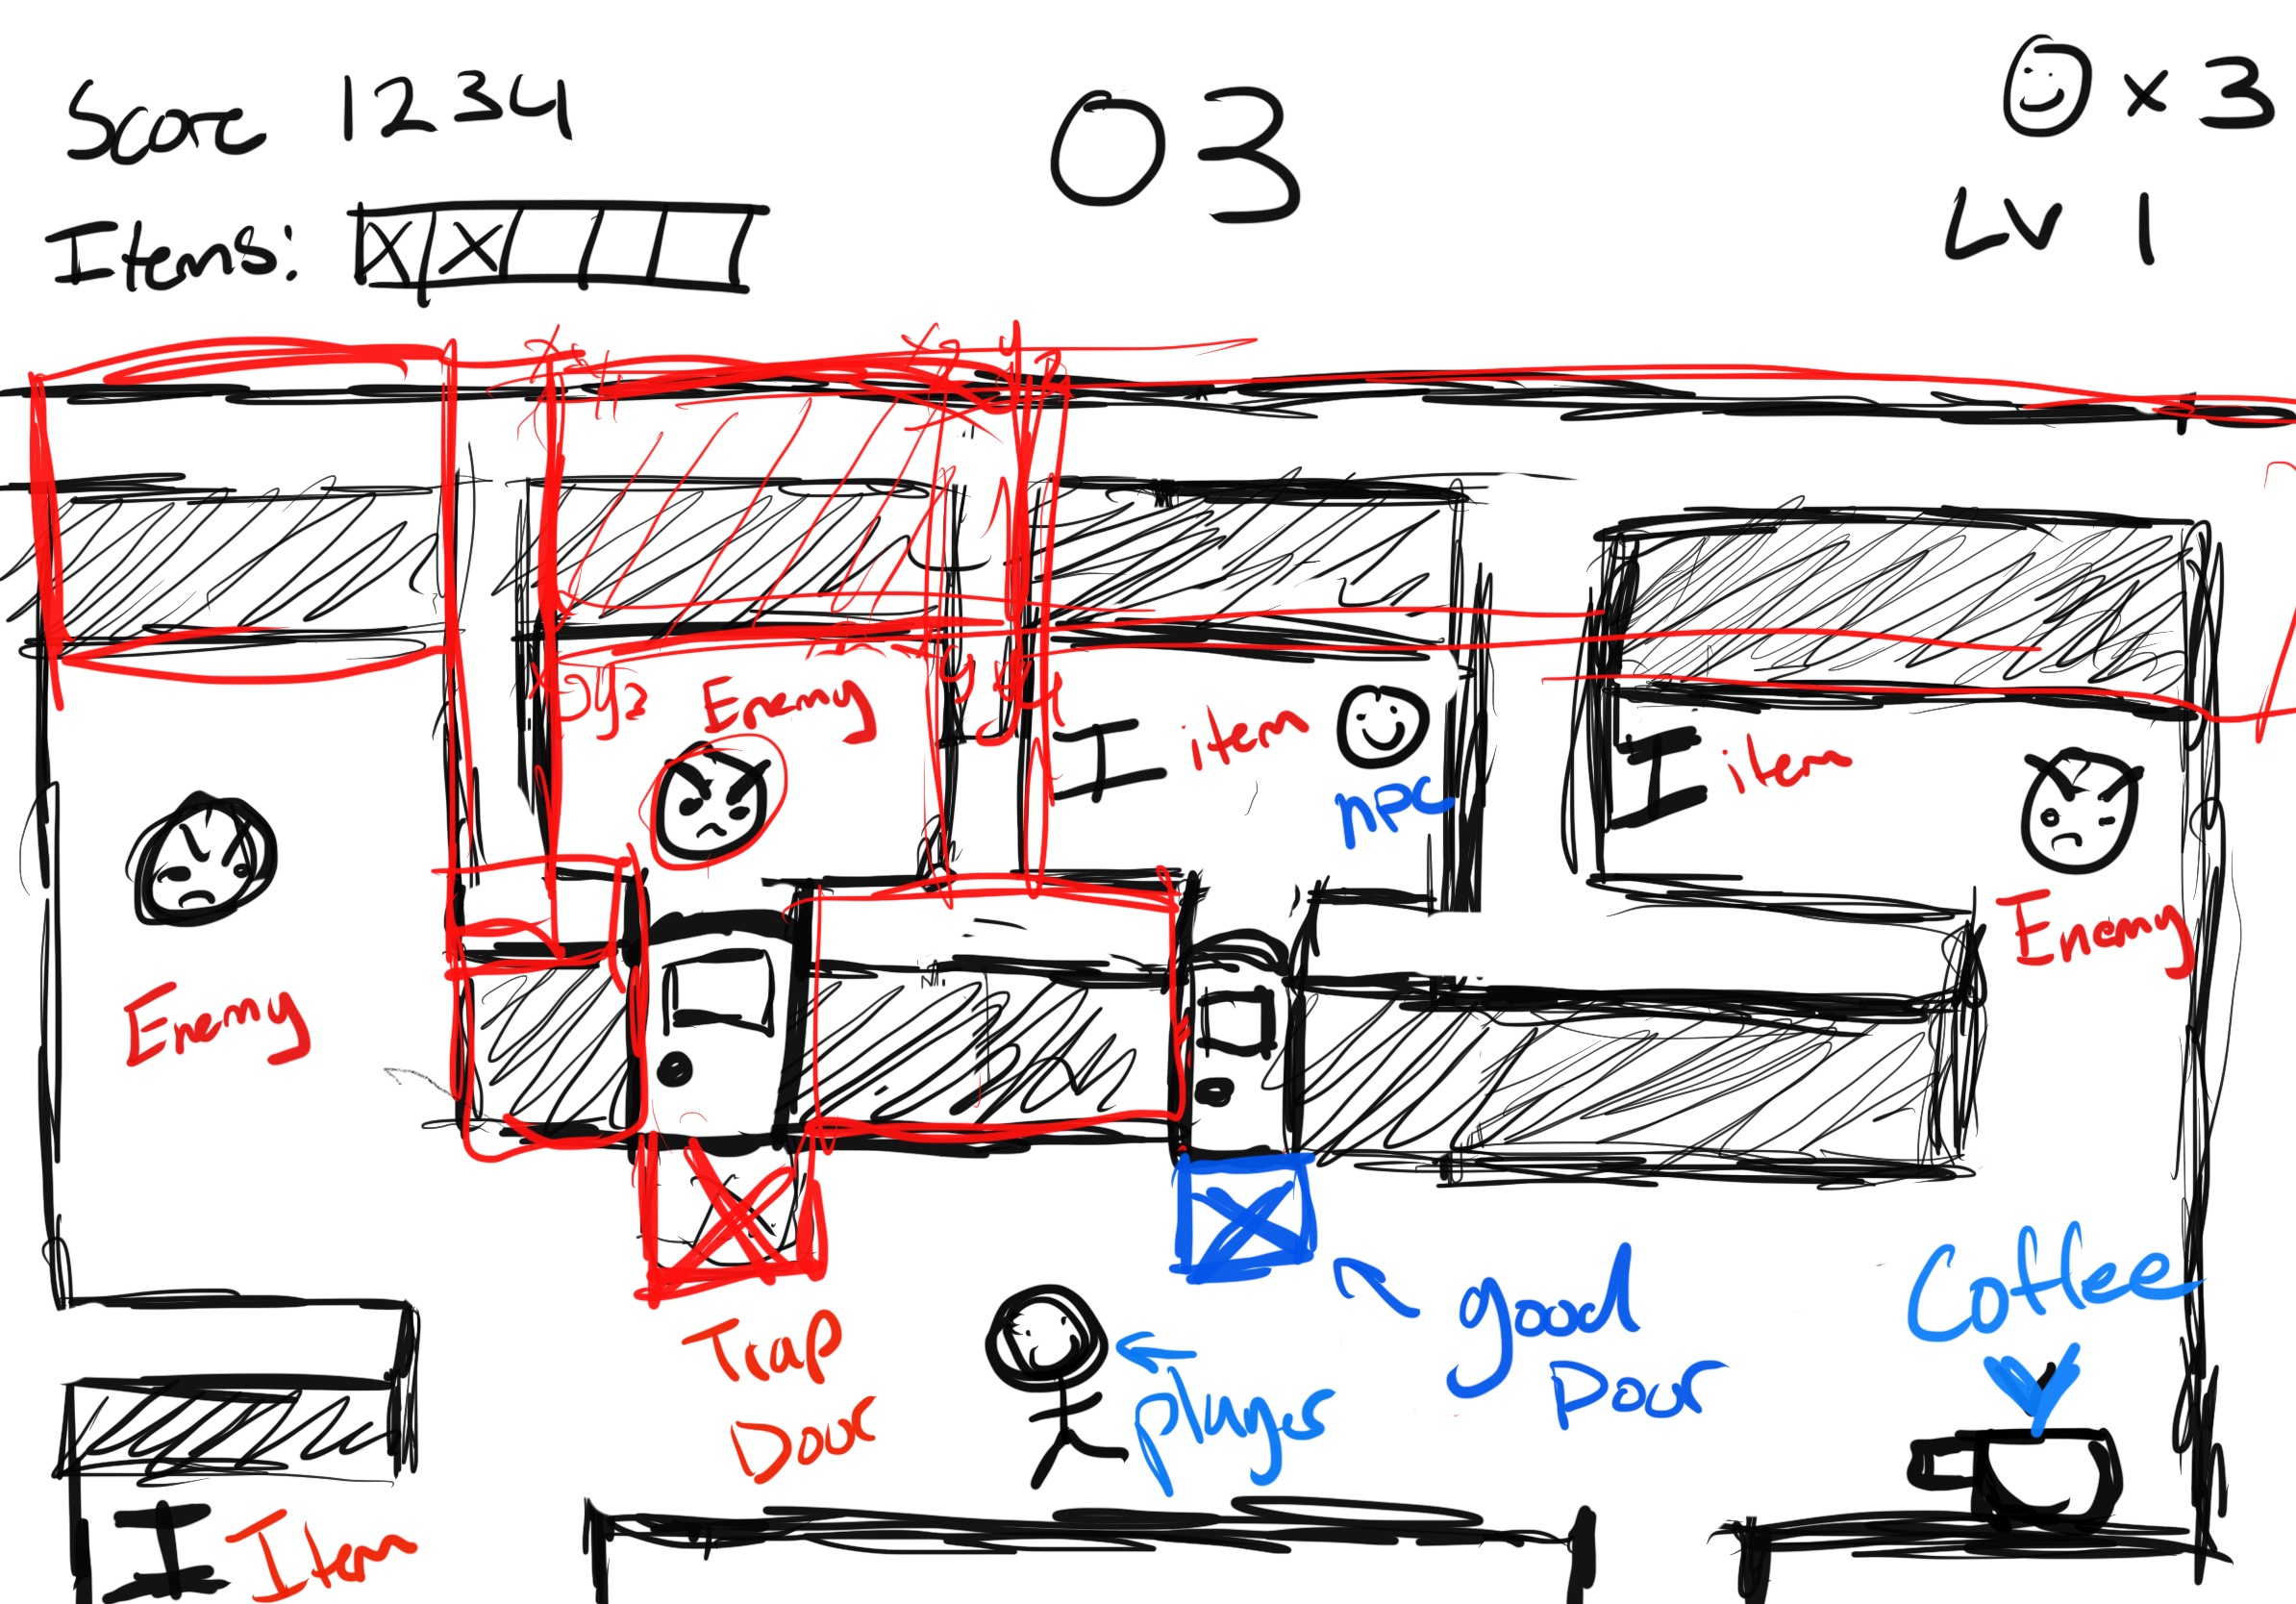 Score 1234
03
x 3
Items:
LV 1
Enemy
I item
NPC
I item
Enemy
Enemy
Trap
Door
player
good
Door
Coffee
I Item